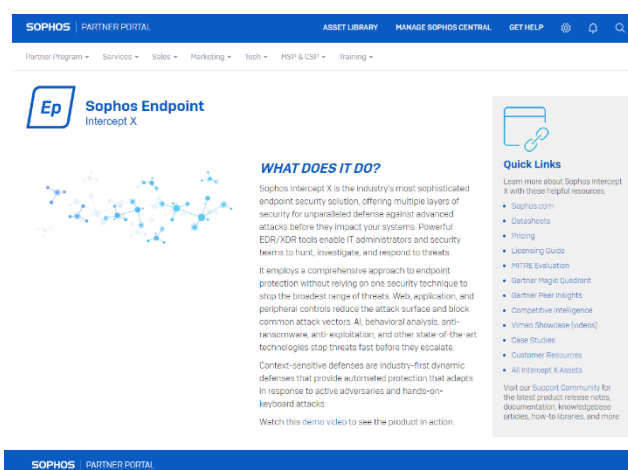 SOPHOS | PARTNER PORTAL
ASSET LIBRARY MANAGE SOPHOS CENTRAL GET HELP
Partner Program Services Sales Marketing Tech MSP & CSP Training
Ep
Sophos Endpoint
Intercept X
WHAT DOES IT DO?
Sophos Intercept X is the industry's most sophisticated
endpoint security solution, offering multiple layers of
security for unparalleled defense against advanced
attacks before they impact your systems. Powerful
EDR/XDR tools enable IT administrators and security
teams to hunt, investigate, and respond to threats.
It employs a comprehensive approach to endpoint
protection without relying on one security technique to
stop the broadest range of threats. Web, application, and
peripheral controls reduce the attack surface and block
common attack vectors. AI, behavioral analysis, anti-
ransomware, anti-exploitation, and other state-of-the-art
technologies stop threats fast before they escalate.
Context-sensitive defenses are industry-first dynamic
defenses that provide automated protection that adapts
in response to active adversaries and hands-on-
keyboard attacks.
Watch this demo video to see the product in action.
Quick Links
Learn more about Sophos Intercept
X with these helpful resources.
Sophos.com
Datasheets
Pricing
Licensing Guide
MITRE Evaluation
Gartner Magic Quadrant
Gartner Peer Insights
Competitive Intelligence
Vimeo Showcase (videos)
Case Studies
Customer Resources
All Intercept X Assets
Visit our Support Community for
the latest product release notes,
documentation, knowledgebase
articles, how-to libraries, and more.
SOPHOS | PARTNER PORTAL